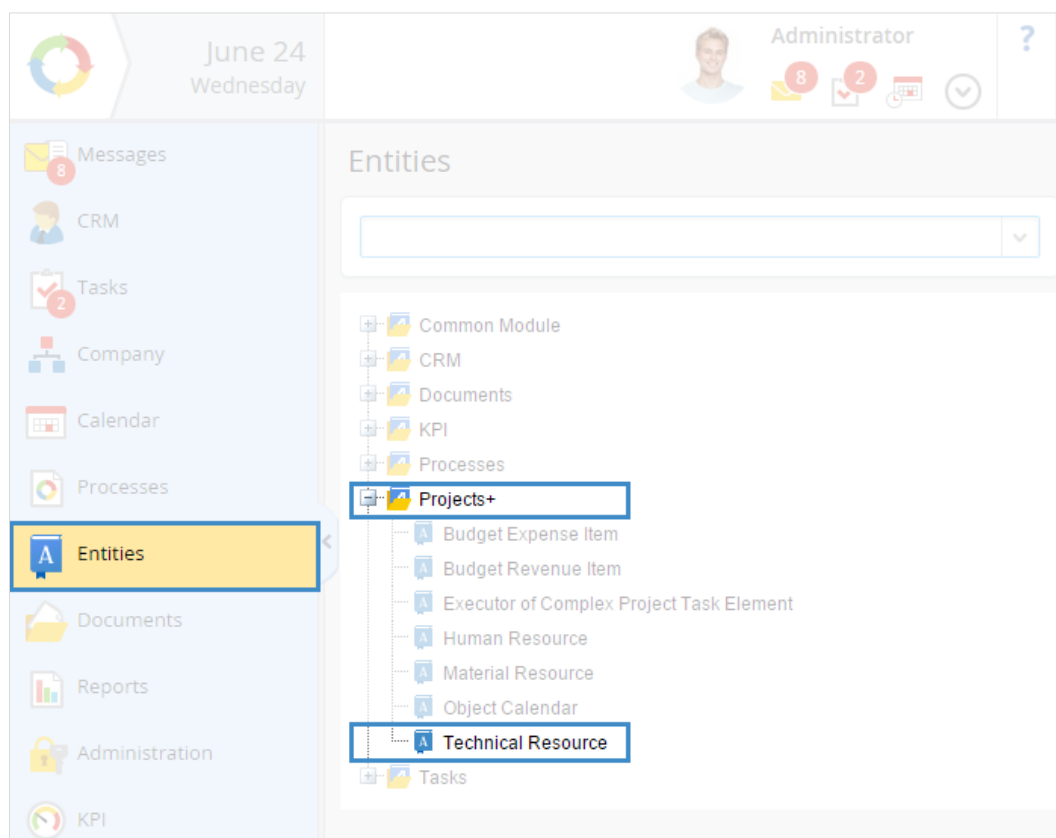 June 24
Wednesday
Administrator
?
8
2
Messages
8
CRM
Tasks
2
Company
Calendar
Processes
Entities
Documents
Reports
Administration
KPI
Entities
Common Module
CRM
Documents
KPI
Processes
Projects+
Budget Expense Item
Budget Revenue Item
Executor of Complex Project Task Element
Human Resource
Material Resource
Object Calendar
Technical Resource
Tasks